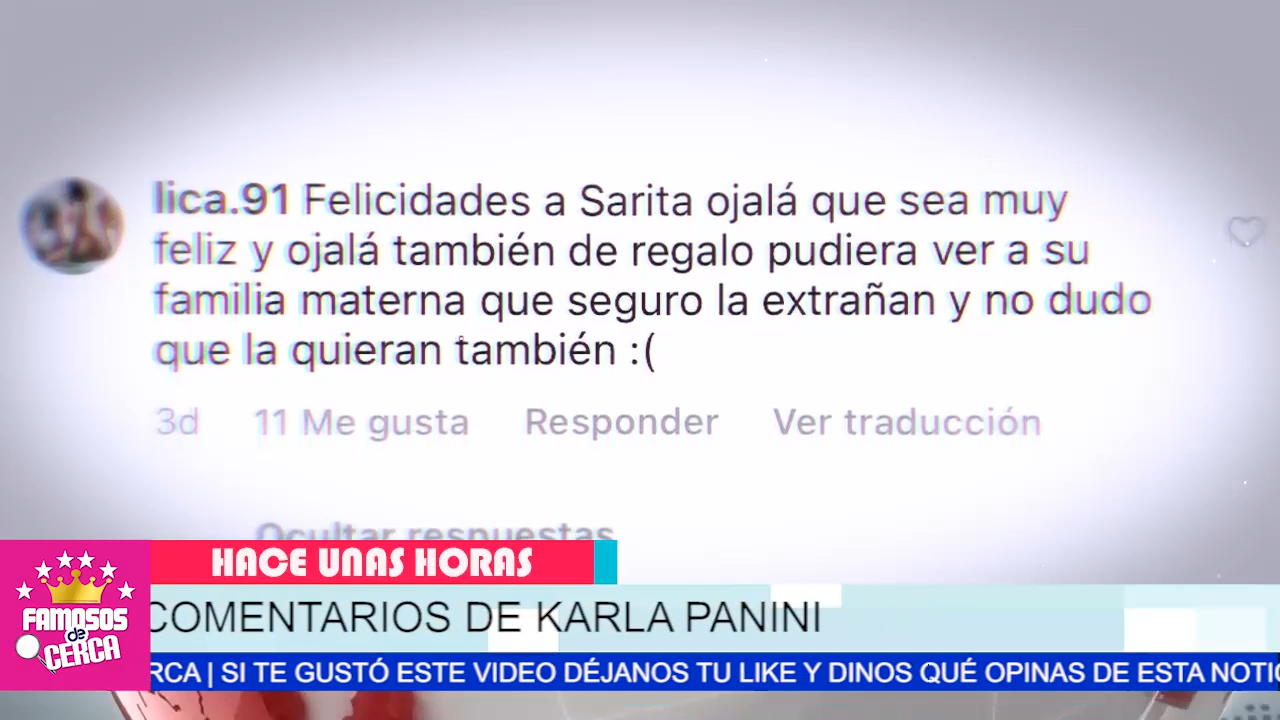 lica.91 Felicidades a Sarita ojalá que sea muy
feliz y ojalá también de regalo pudiera ver a su
familia materna que seguro la extrañan y no dudo
que la quieran también :(
3d 11 Me gusta Responder Ver traducción
Ocultar respuestas
HACE UNAS HORAS
COMENTARIOS DE KARLA PANINI
FAMOSOS
de
CERCA
RCA | SI TE GUSTÓ ESTE VIDEO DÉJANOS TU LIKE Y DINOS QUÉ OPINAS DE ESTA NOTIC